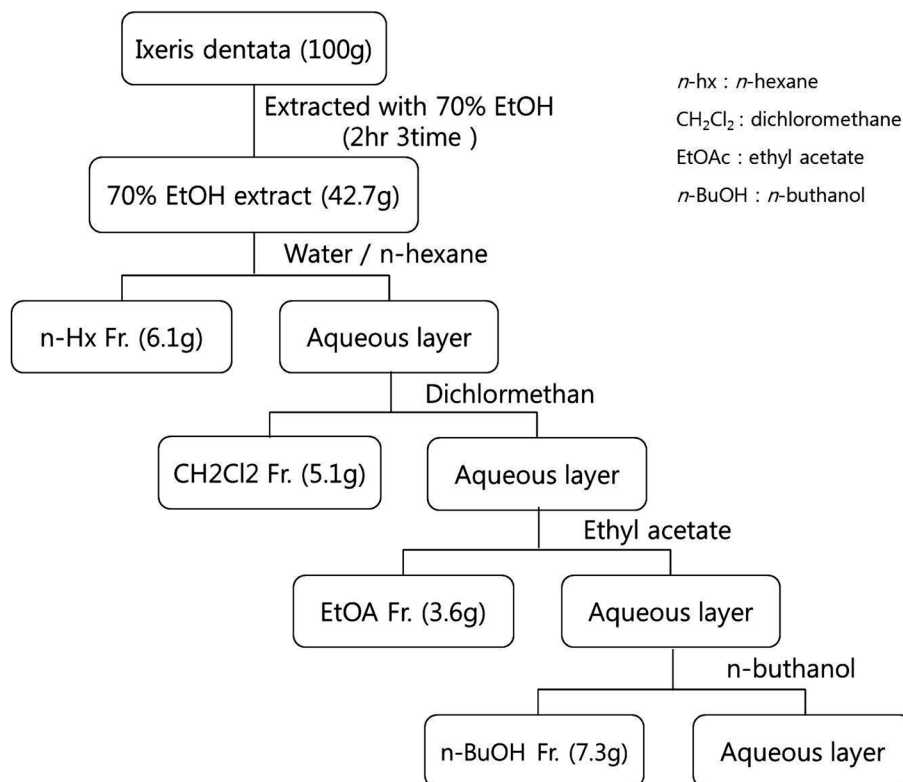 Ixeris dentata (100g)
Extracted with 70% EtOH
(2hr 3time )
70% EtOH extract (42.7g)
Water / n-hexane
n-Hx Fr. (6.1g)
Aqueous layer
Dichlormethan
CH2Cl2 Fr. (5.1g)
Aqueous layer
Ethyl acetate
EtOA Fr. (3.6g)
Aqueous layer
n-buthanol
n-BuOH Fr. (7.3g)
Aqueous layer
n-hx : n-hexane
CH₂Cl₂ : dichloromethane
EtOAc : ethyl acetate
n-BuOH : n-buthanol